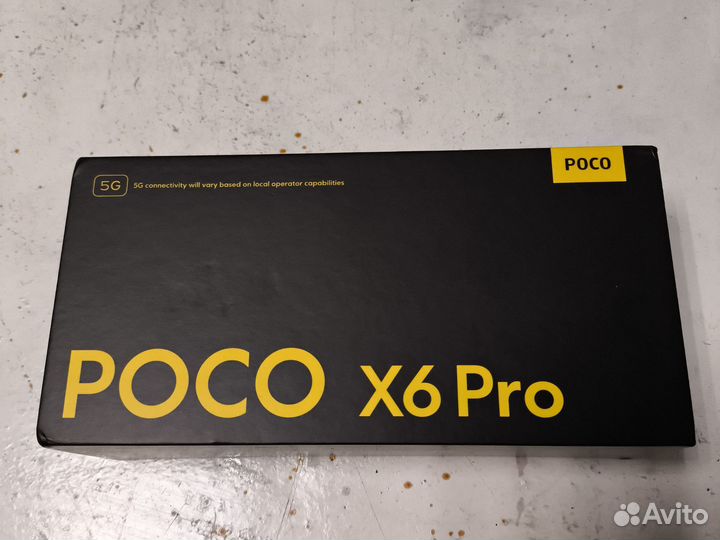 POCO
5G 5G connectivity will vary based on local operator capabilities
POCO X6 Pro
Avito